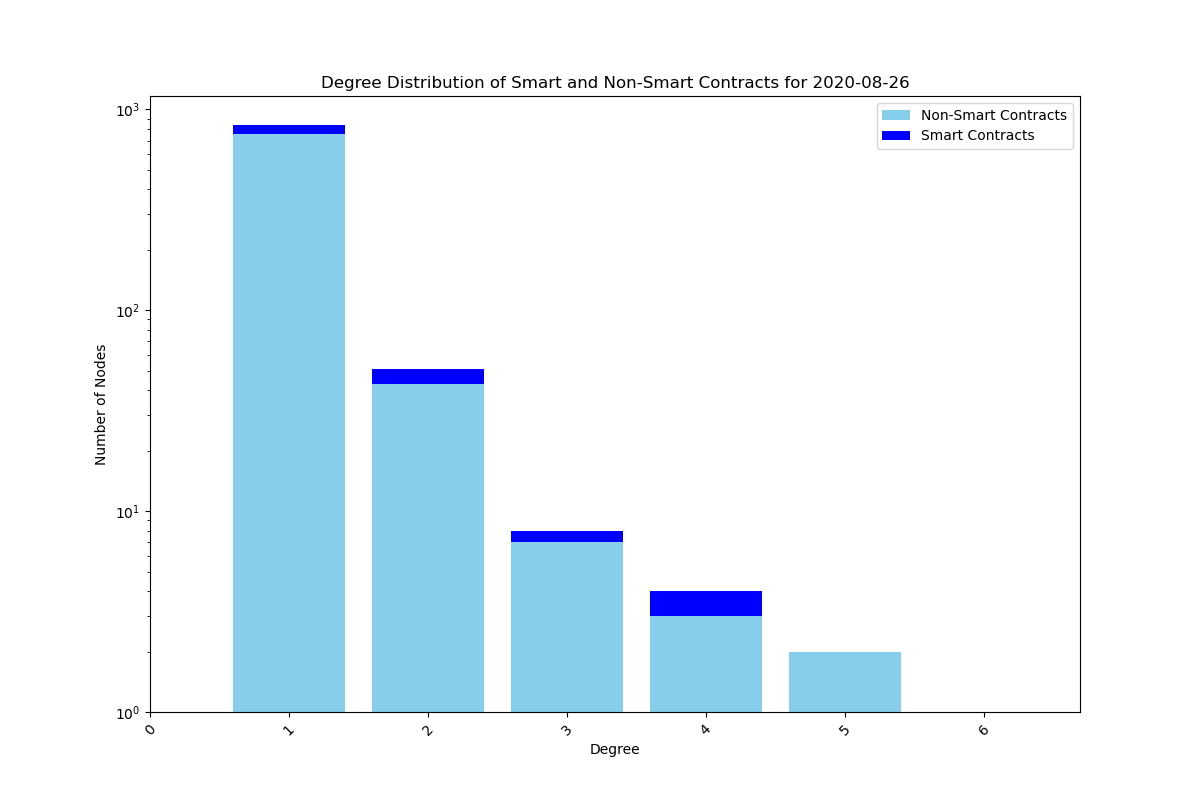 Degree Distribution of Smart and Non-Smart Contracts for 2020-08-26
Non-Smart Contracts
Smart Contracts
Number of Nodes
10³
10²
10¹
10⁰
0 1 2 3 4 5 6
Degree